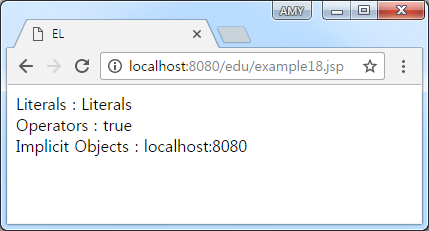 AMY
EL
localhost:8080/edu/example18.jsp
Literals : Literals
Operators : true
Implicit Objects : localhost:8080